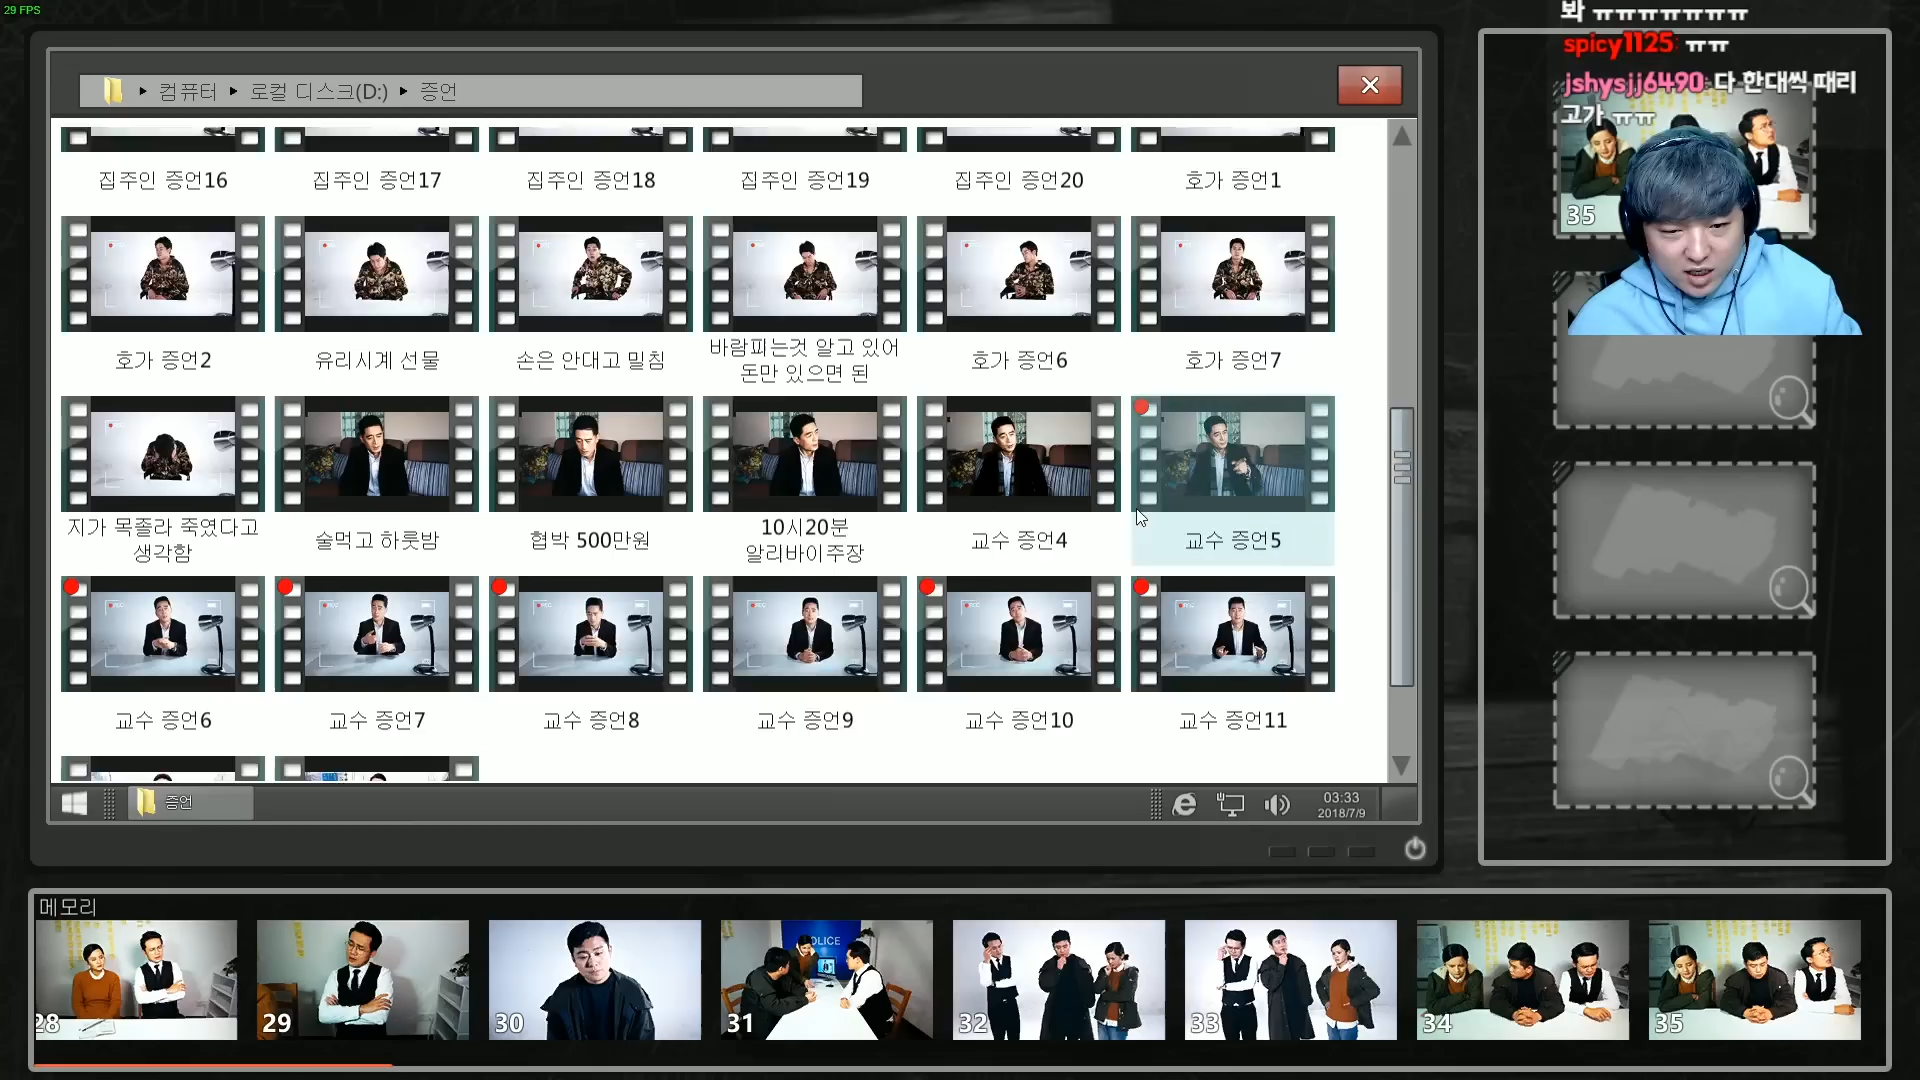 29 FPS
봐 ㅠㅠㅠㅠㅠㅠㅠ
spicy1125 ㅠㅠ
jshysjj6490 다 한대씩 때리
고가 ㅠㅠ
35
컴퓨터 로컬 디스크(D:) 증언
집주인 증언16
집주인 증언17
집주인 증언18
집주인 증언19
집주인 증언20
호가 증언1
호가 증언2
유리시계 선물
손은 안대고 밀침
바람피는것 알고 있어
돈만 있으면 된
호가 증언6
호가 증언7
지가 목졸라 죽였다고
생각함
술먹고 하룻밤
협박 500만원
10시20분
알리바이주장
교수 증언4
교수 증언5
교수 증언6
교수 증언7
교수 증언8
교수 증언9
교수 증언10
교수 증언11
증언
03:33
2018/7/9
메모리
28
29
30
31
OLICE
32
33
34
35